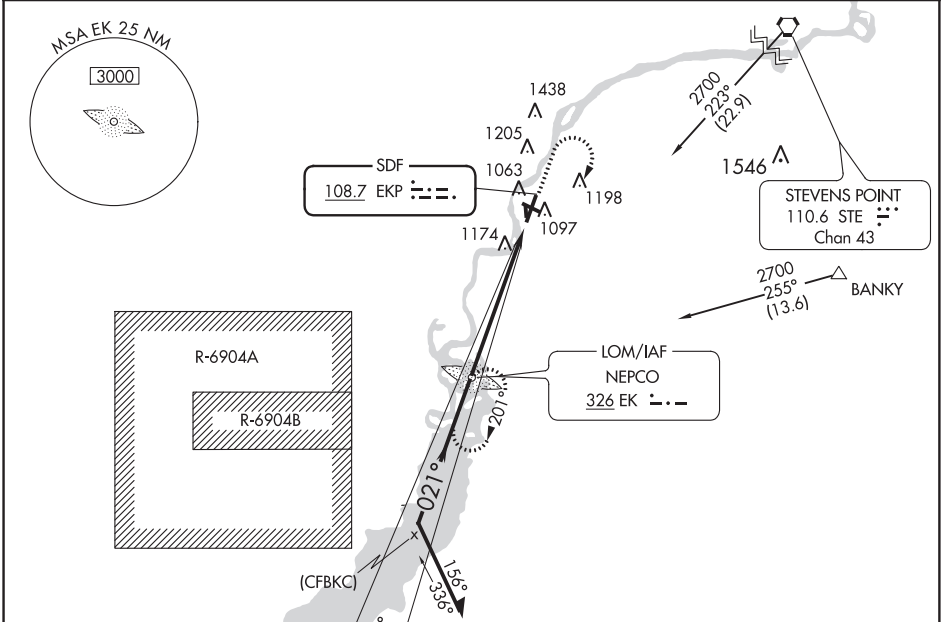 MSA EK 25 NM
3000
1438
1205
1063
1198
1097
1174
SDF
108.7 EKP
2700
223°
(22.9)
1546
STEVENS POINT
110.6 STE
Chan 43
2700
255°
(13.6)
BANKY
R-6904A
R-6904B
LOM/IAF
NEPCO
326 EK
201°
021°
(CFBKC)
156°
336°